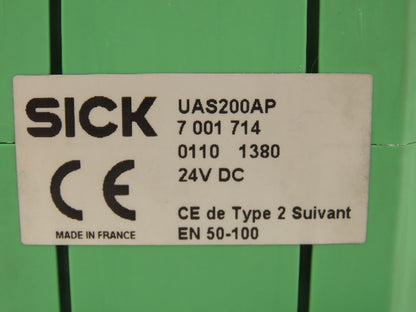 SICK
UAS200AP
7 001 714
0110 1380
24V DC
CE
CE de Type 2 Suivant
EN 50-100
MADE IN FRANCE